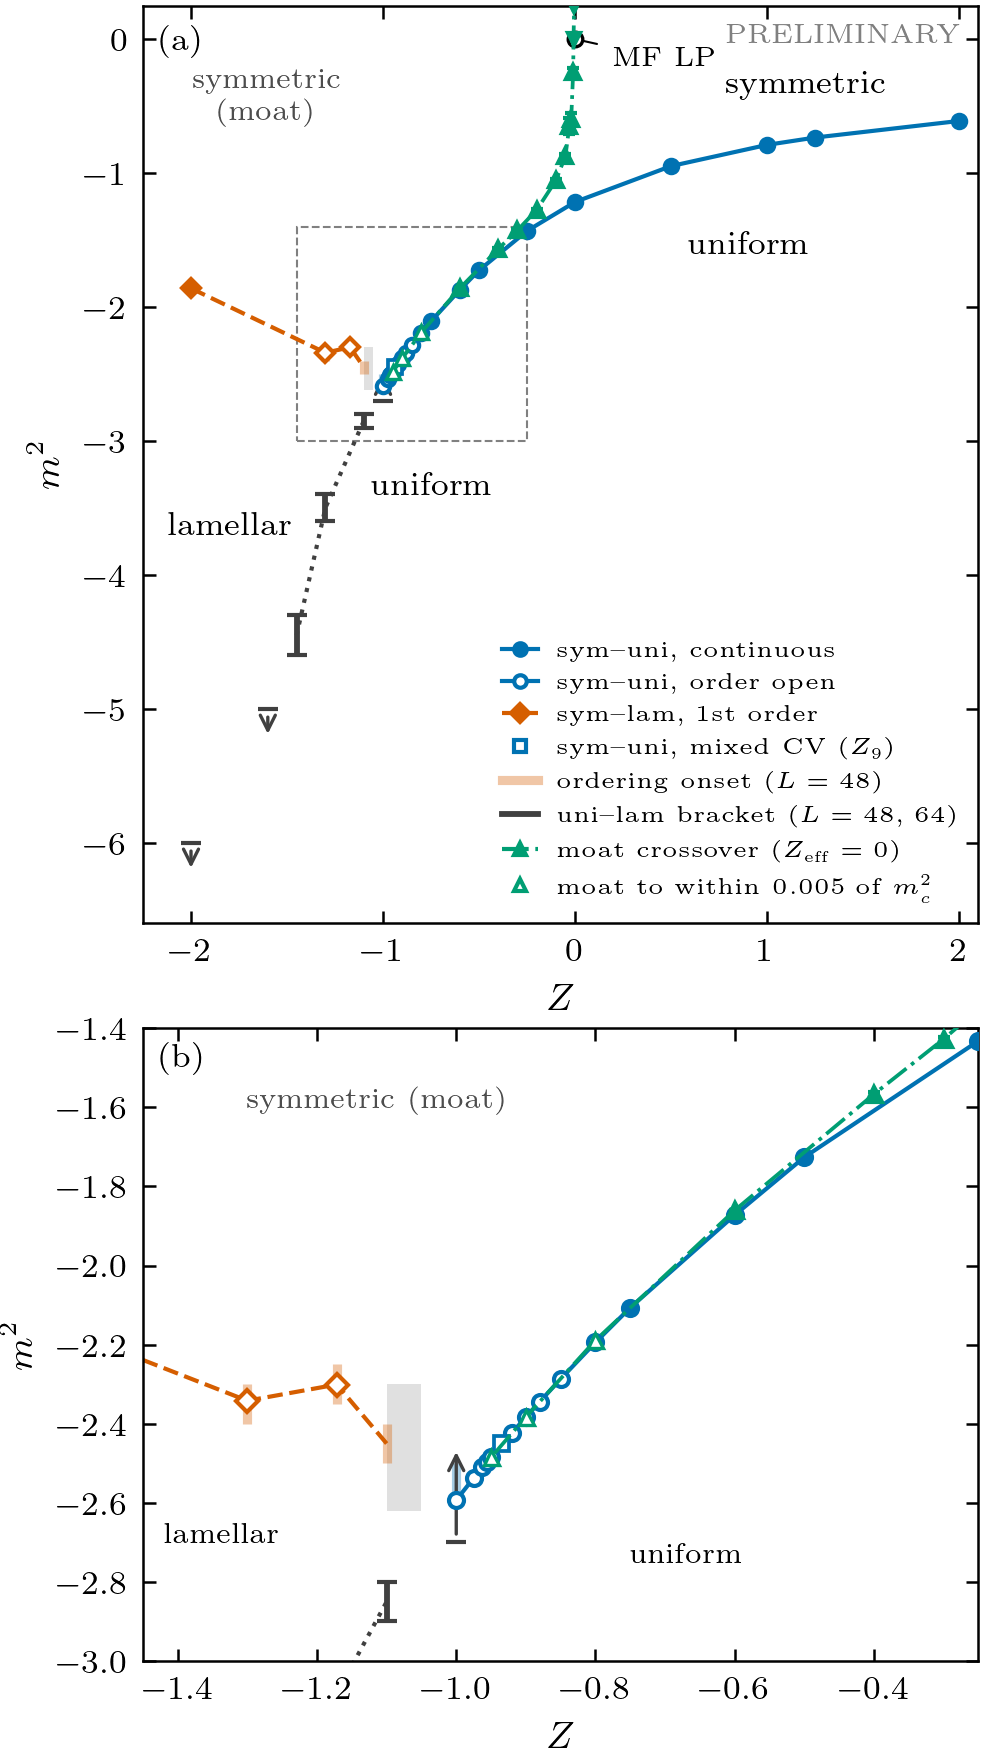 (a)
PRELIMINARY
MF LP
symmetric
(moat)
symmetric
uniform
uniform
lamellar
sym–uni, continuous
sym–uni, order open
sym–lam, 1st order
sym–uni, mixed CV (Z₉)
ordering onset (L = 48)
uni–lam bracket (L = 48, 64)
moat crossover (Z_eff = 0)
moat to within 0.005 of m_c²
0
−1
−2
−3
−4
−5
−6
m²
−2 −1 0 1 2
Z
(b)
symmetric (moat)
lamellar
uniform
−1.4
−1.6
−1.8
−2.0
−2.2
−2.4
−2.6
−2.8
−3.0
m²
−1.4 −1.2 −1.0 −0.8 −0.6 −0.4
Z